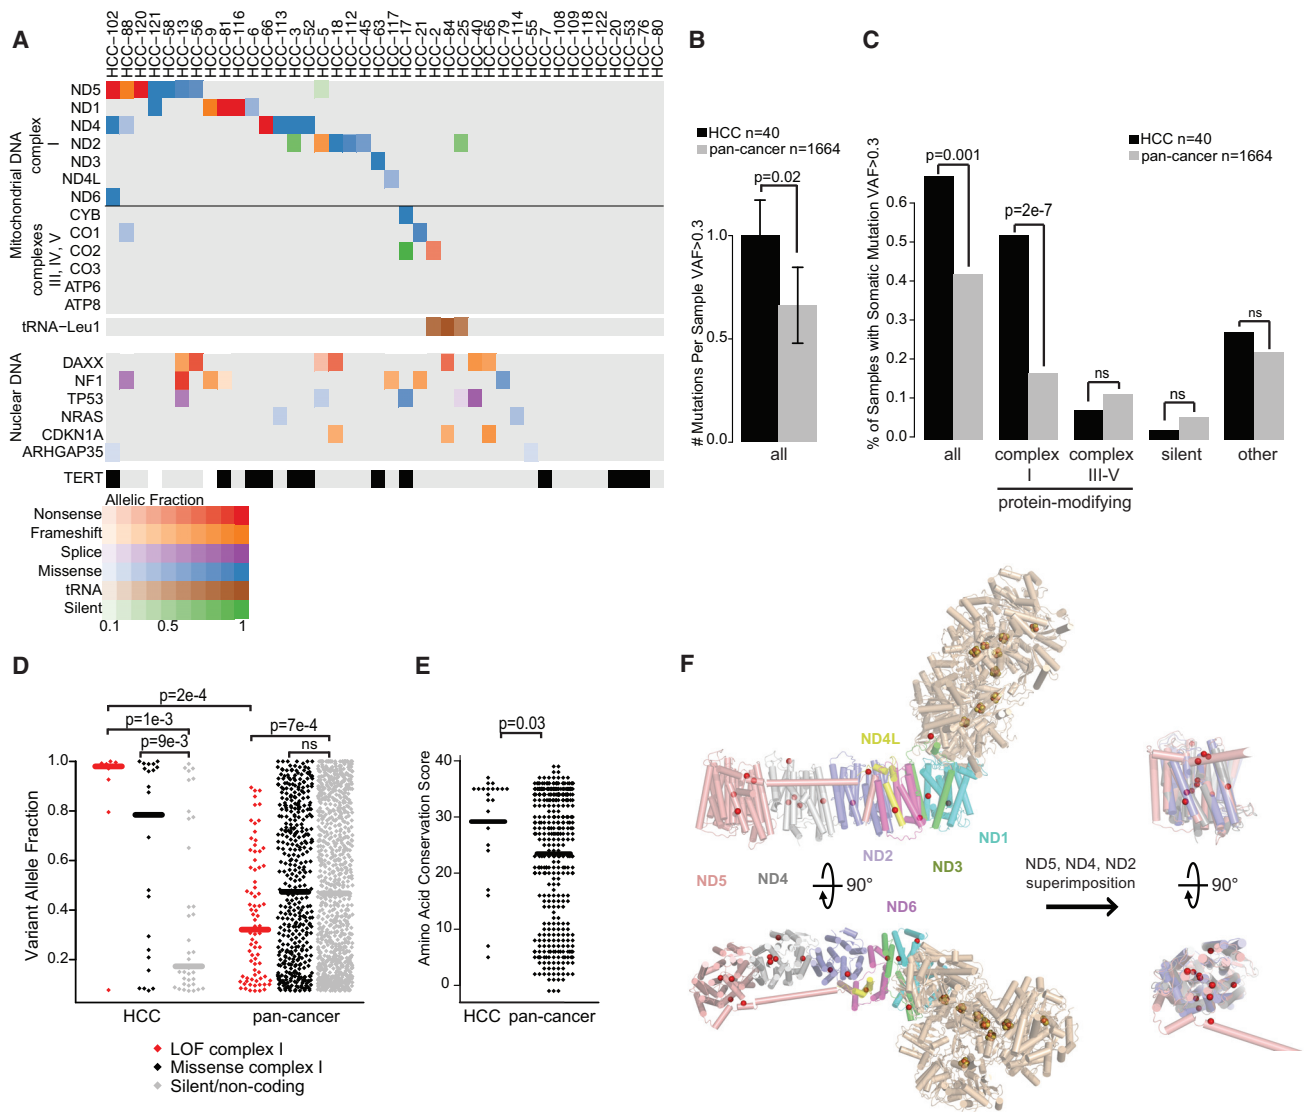 A
HCC−102
HCC−88
HCC−120
HCC−121
HCC−58
HCC−13
HCC−56
HCC−9
HCC−81
HCC−116
HCC−6
HCC−66
HCC−113
HCC−3
HCC−52
HCC−5
HCC−18
HCC−112
HCC−45
HCC−63
HCC−117
HCC−17
HCC−21
HCC−2
HCC−84
HCC−25
HCC−40
HCC−65
HCC−79
HCC−114
HCC−55
HCC−7
HCC−108
HCC−109
HCC−118
HCC−122
HCC−20
HCC−53
HCC−76
HCC−80
Mitochondrial DNA
complex
I
complexes
III, IV, V
ND5
ND1
ND4
ND2
ND3
ND4L
ND6
CYB
CO1
CO2
CO3
ATP6
ATP8
tRNA−Leu1
Nuclear DNA
DAXX
NF1
TP53
NRAS
CDKN1A
ARHGAP35
TERT
Allelic Fraction
Nonsense
Frameshift
Splice
Missense
tRNA
Silent
0.1 0.5 1
B
HCC n=40
pan-cancer n=1664
p=0.02
# Mutations Per Sample VAF>0.3
1.0
0.5
0.0
all
C
HCC n=40
pan-cancer n=1664
% of Samples with Somatic Mutation VAF>0.3
0.6
0.5
0.4
0.3
0.2
0.1
0.0
p=0.001
p=2e-7
ns
ns
ns
all
complex
I
complex
III-V
silent
other
protein-modifying
D
p=2e-4
p=1e-3
p=9e-3
p=7e-4
ns
Variant Allele Fraction
1.0
0.8
0.6
0.4
0.2
HCC
pan-cancer
LOF complex I
Missense complex I
Silent/non-coding
E
p=0.03
Amino Acid Conservation Score
40
30
20
10
0
HCC pan-cancer
F
ND4L
ND1
ND2
ND3
ND5
ND4
90°
ND6
ND5, ND4, ND2
superimposition
90°